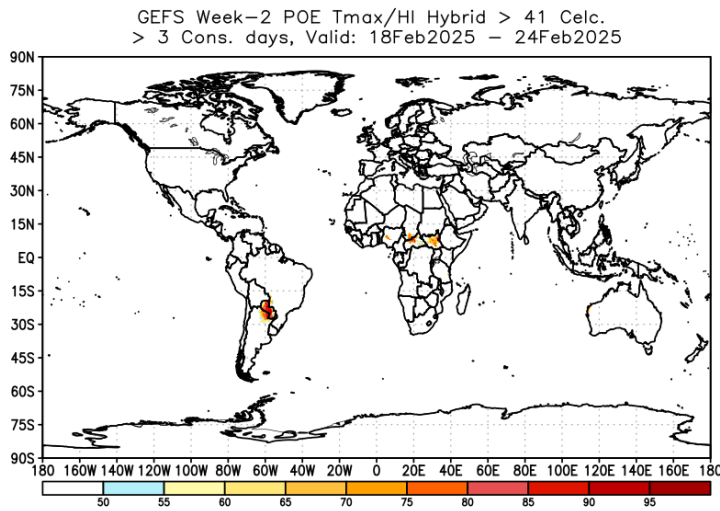 GEFS Week-2 POE Tmax/HI Hybrid > 41 Celc.
> 3 Cons. days, Valid: 18Feb2025 - 24Feb2025
90N
75N
60N
45N
30N
15N
EQ
15S
30S
45S
60S
75S
90S
180 160W 140W 120W 100W 80W 60W 40W 20W 0 20E 40E 60E 80E 100E 120E 140E 160E 180
50 55 60 65 70 75 80 85 90 95